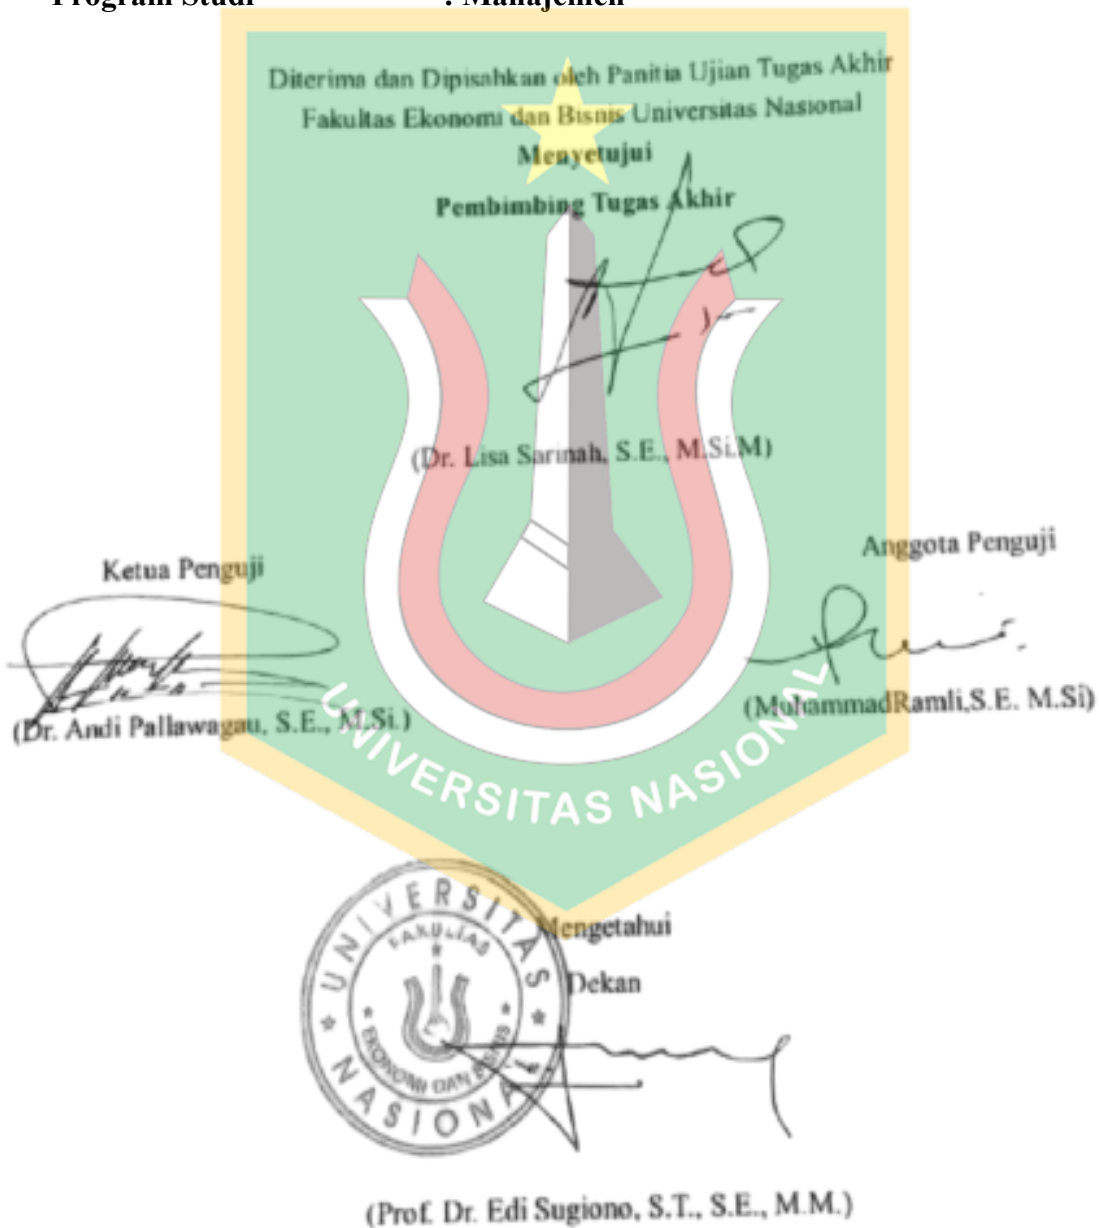 Program Studi : Manajemen
Diterima dan Dipisahkan oleh Panitia Ujian Tugas Akhir
Fakultas Ekonomi dan Bisnis Universitas Nasional
Menyetujui
Pembimbing Tugas Akhir
(Dr. Lisa Sarinah, S.E., M.Si.M)
Ketua Penguji
Anggota Penguji
(Dr. Andi Pallawagau, S.E., M.Si.)
(MuhammadRamli,S.E. M.Si)
UNIVERSITAS NASIONAL
Mengetahui
Dekan
UNIVERSITAS NASIONAL
FAKULTAS
EKONOMI DAN BISNIS
(Prof. Dr. Edi Sugiono, S.T., S.E., M.M.)